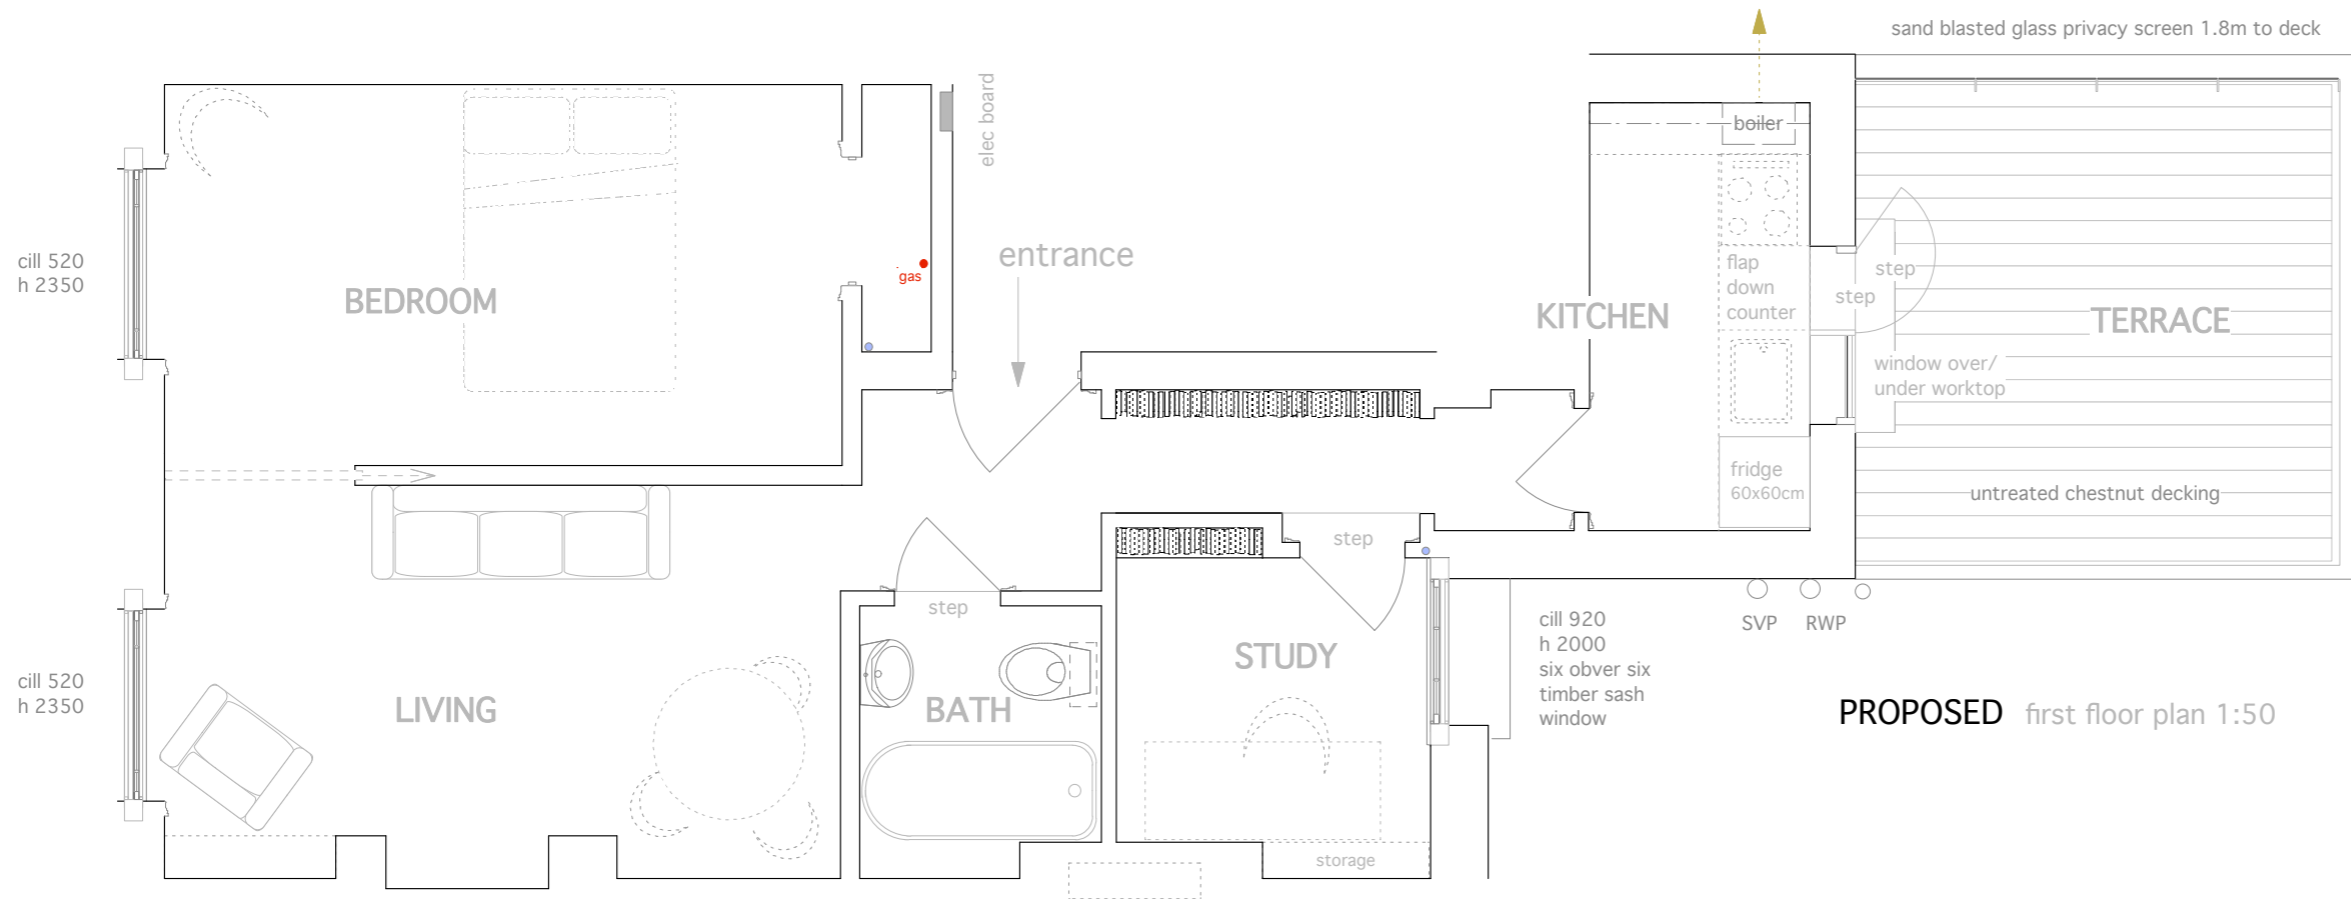 sand blasted glass privacy screen 1.8m to deck
elec board
boiler
entrance
cill 520
h 2350
gas
BEDROOM
flap
down
counter
step
step
KITCHEN
TERRACE
window over/
under worktop
fridge
60x60cm
untreated chestnut decking
step
step
cill 920
h 2000
six obver six
timber sash
window
SVP
RWP
STUDY
cill 520
h 2350
LIVING
BATH
PROPOSED first floor plan 1:50
storage